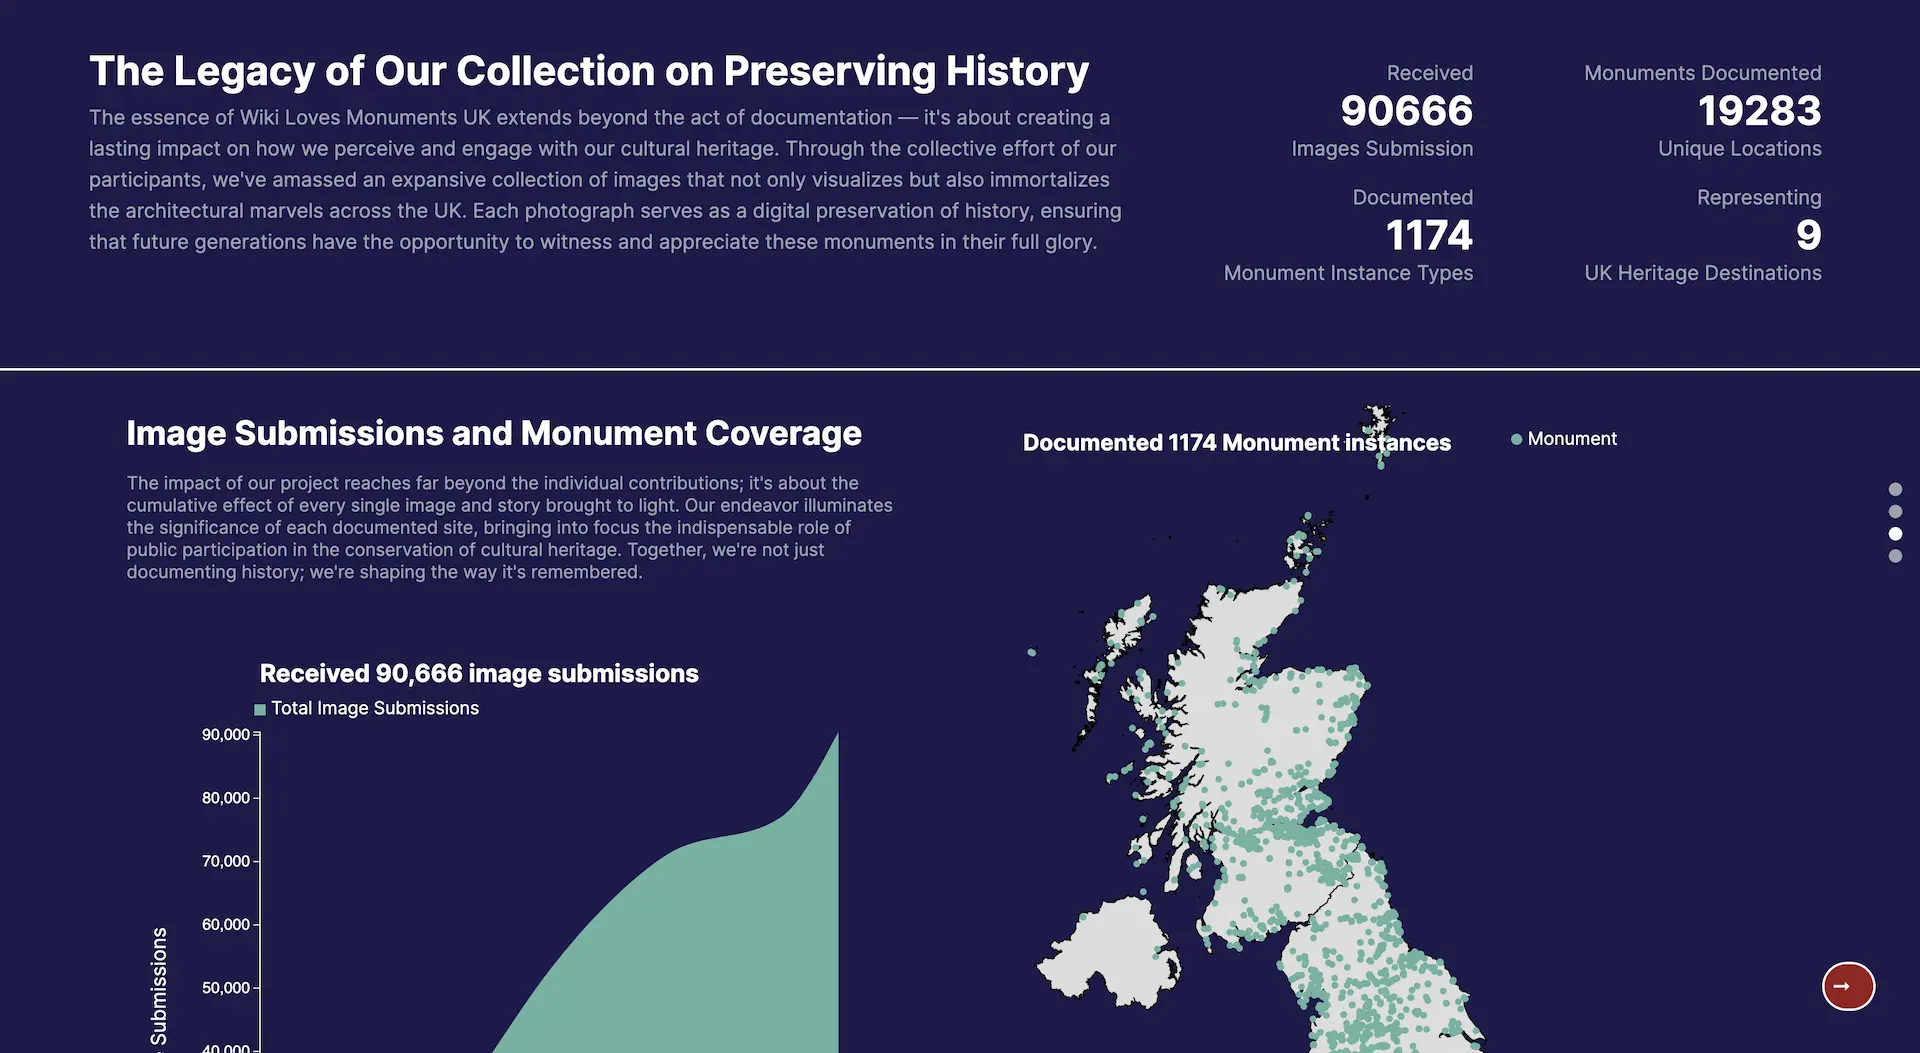 The Legacy of Our Collection on Preserving History
The essence of Wiki Loves Monuments UK extends beyond the act of documentation — it's about creating a
lasting impact on how we perceive and engage with our cultural heritage. Through the collective effort of our
participants, we've amassed an expansive collection of images that not only visualizes but also immortalizes
the architectural marvels across the UK. Each photograph serves as a digital preservation of history, ensuring
that future generations have the opportunity to witness and appreciate these monuments in their full glory.
Received
90666
Images Submission
Monuments Documented
19283
Unique Locations
Documented
1174
Monument Instance Types
Representing
9
UK Heritage Destinations
Image Submissions and Monument Coverage
The impact of our project reaches far beyond the individual contributions; it's about the
cumulative effect of every single image and story brought to light. Our endeavor illuminates
the significance of each documented site, bringing into focus the indispensable role of
public participation in the conservation of cultural heritage. Together, we're not just
documenting history; we're shaping the way it's remembered.
Received 90,666 image submissions
Total Image Submissions
90,000
80,000
70,000
60,000
50,000
40,000
Submissions
Documented 1174 Monument instances
Monument
→